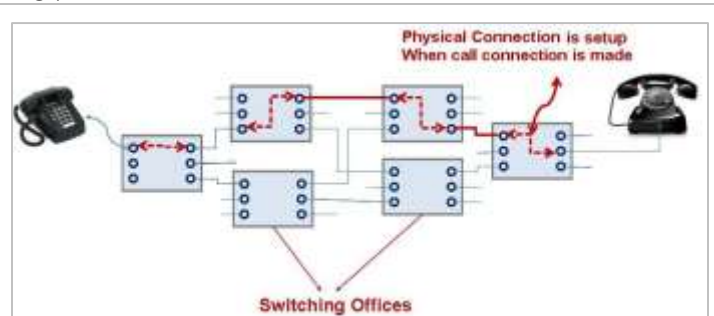 Physical Connection is setup
When call connection is made
Switching Offices